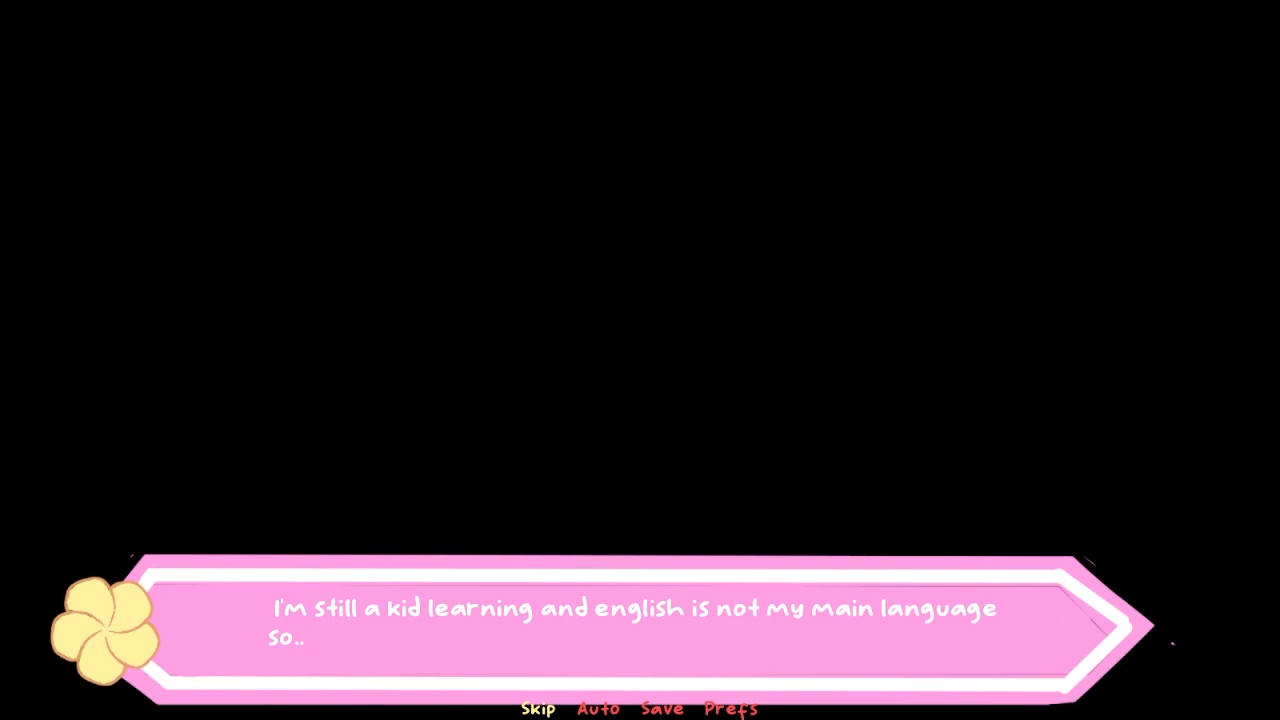 I'm still a kid learning and english is not my main language
so..
Skip Auto Save Prefs